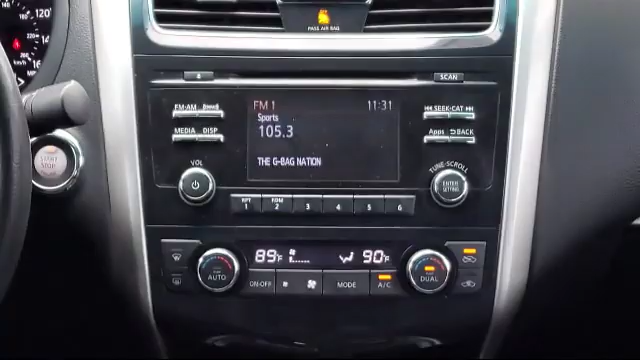 120
PASS AIR BAG
SCAN
FM·AM
SEEK·CAT
MEDIA DISP
Apps BACK
FM 1 11:31
Sports
105.3
THE G-BAG NATION
VOL
TUNE·SCROLL
ENTER
SETTING
RPT RDM
1 2 3 4 5 6
START
STOP
89°F 90°F
AUTO
DUAL
ON·OFF
MODE
A/C